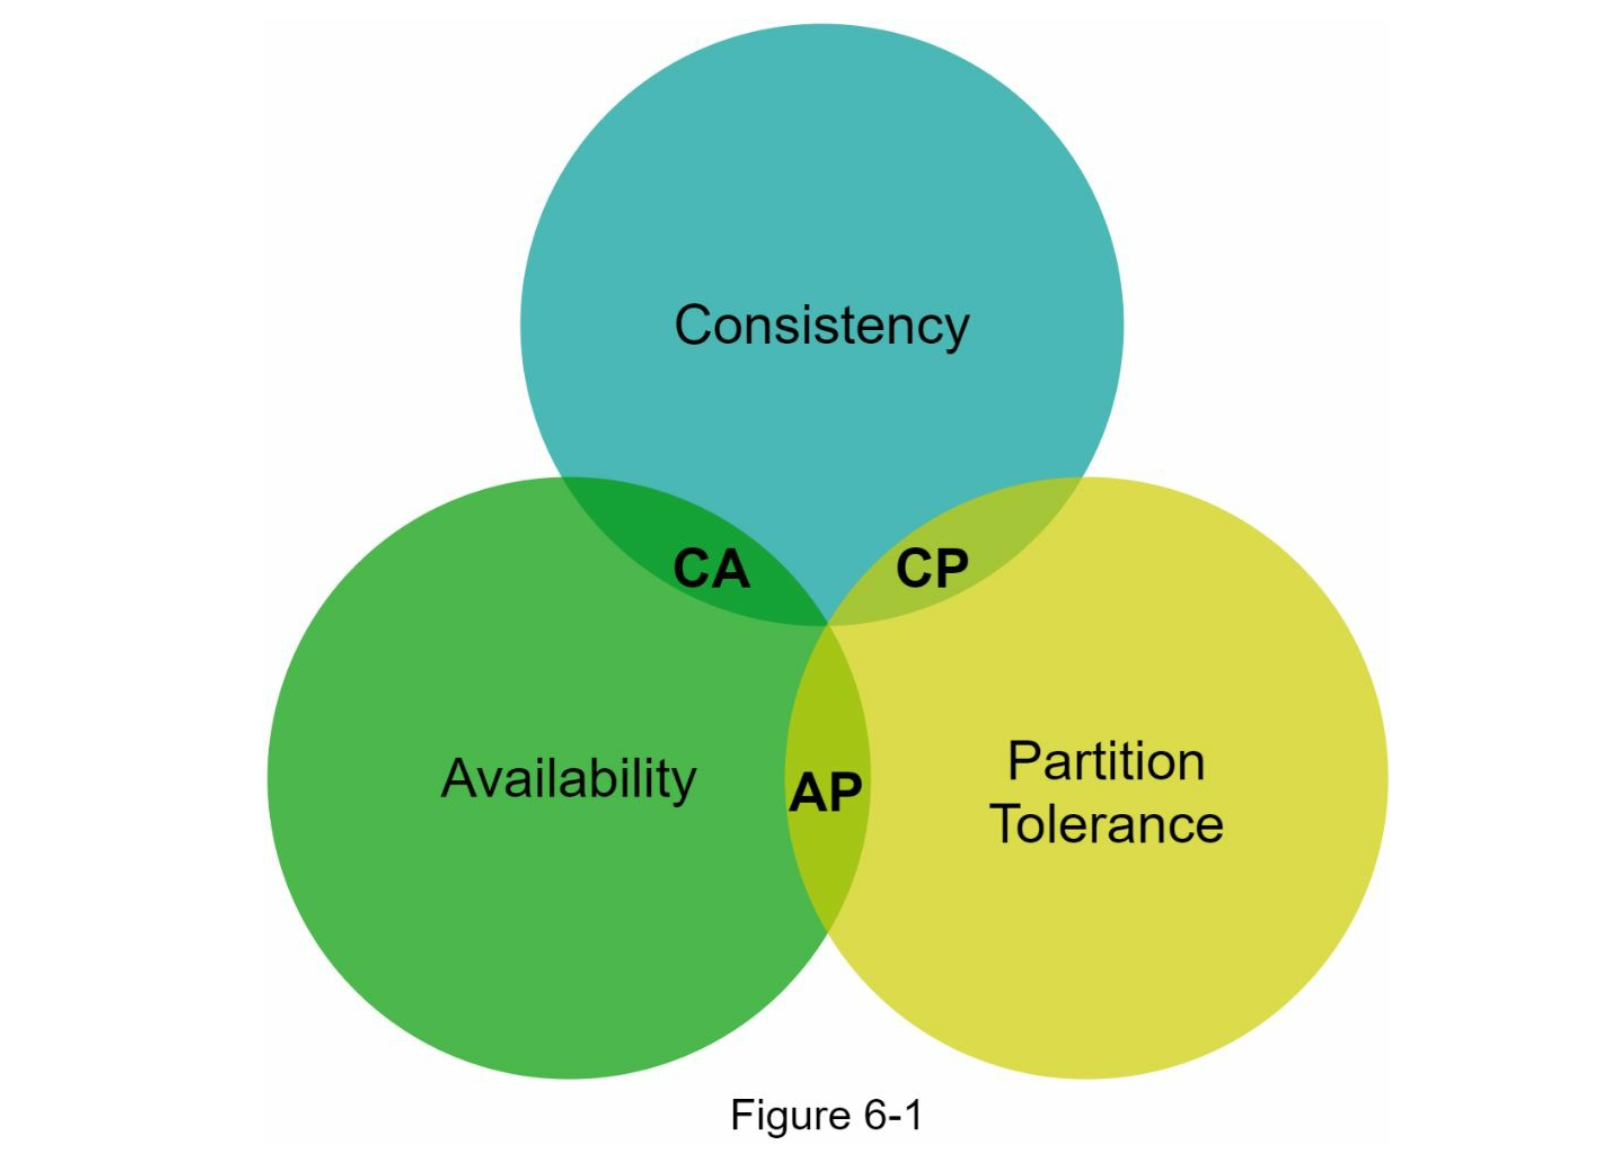 Consistency
CA
CP
Availability
AP
Partition
Tolerance
Figure 6-1